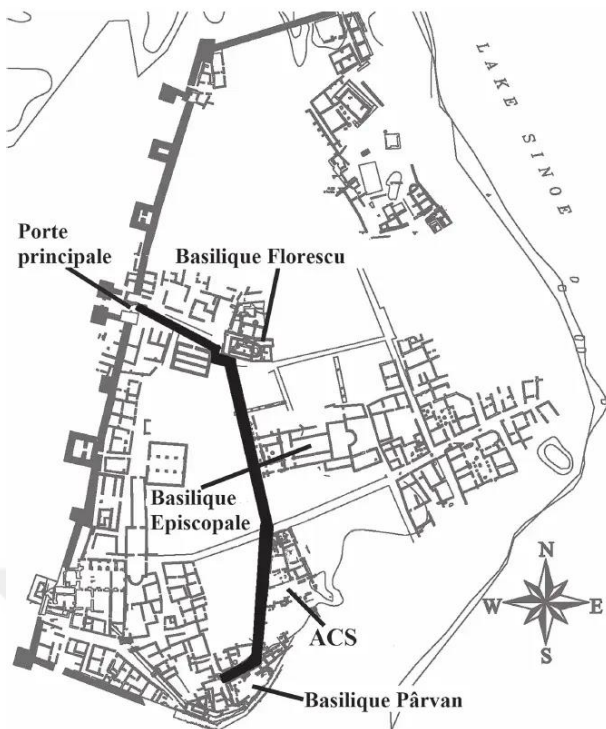 LAKE SINOE
Porte
principale
Basilique Florescu
Basilique
Episcopale
N
W E
S
ACS
Basilique Pârvan